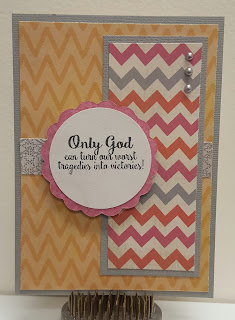 Only God
can turn our worst
tragedies into victories!